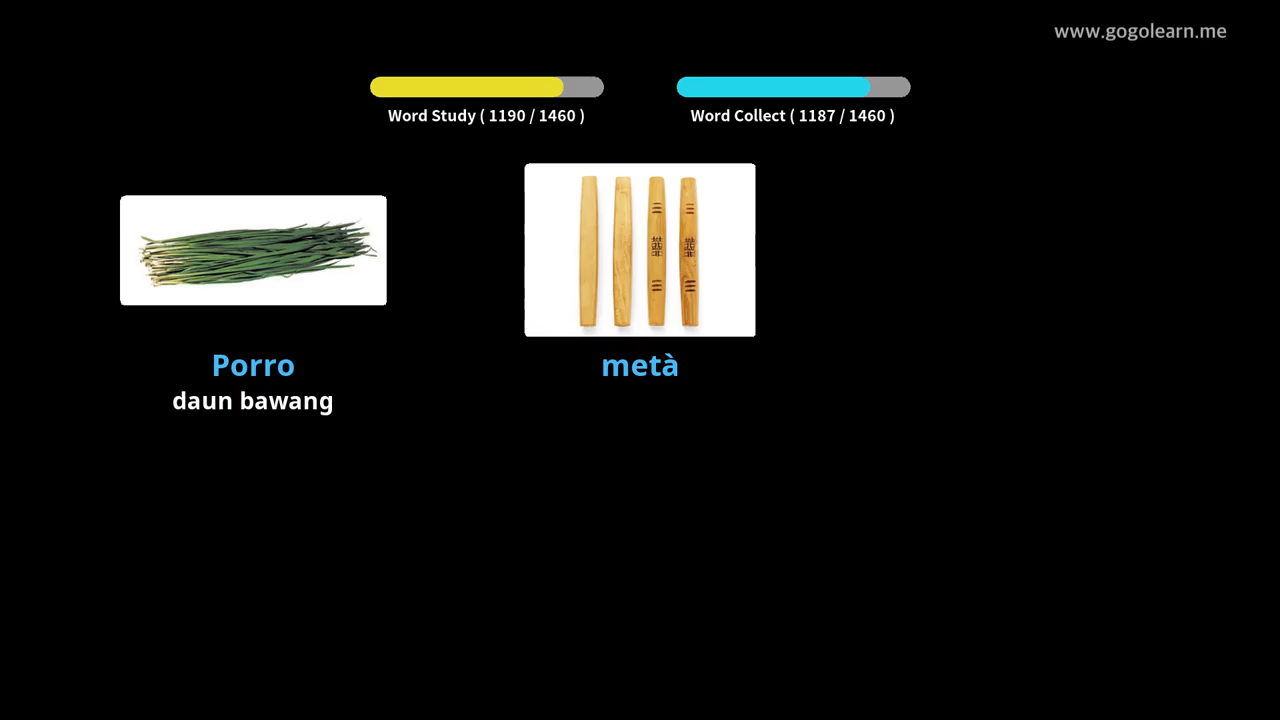 www.gogolearn.me
Word Study ( 1190 / 1460 )
Word Collect ( 1187 / 1460 )
Porro
daun bawang
metà